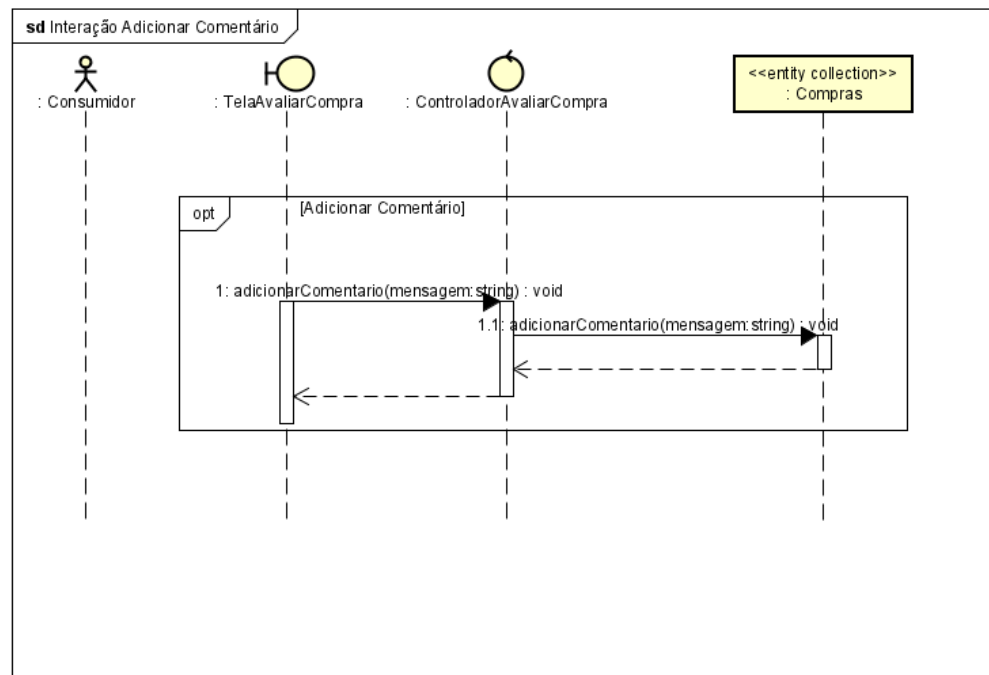 sd Interação Adicionar Comentário
: Consumidor
: TelaAvaliarCompra
: ControladorAvaliarCompra
<<entity collection>>
: Compras
opt
[Adicionar Comentário]
1: adicionarComentario(mensagem:string) : void
1.1: adicionarComentario(mensagem:string) : void